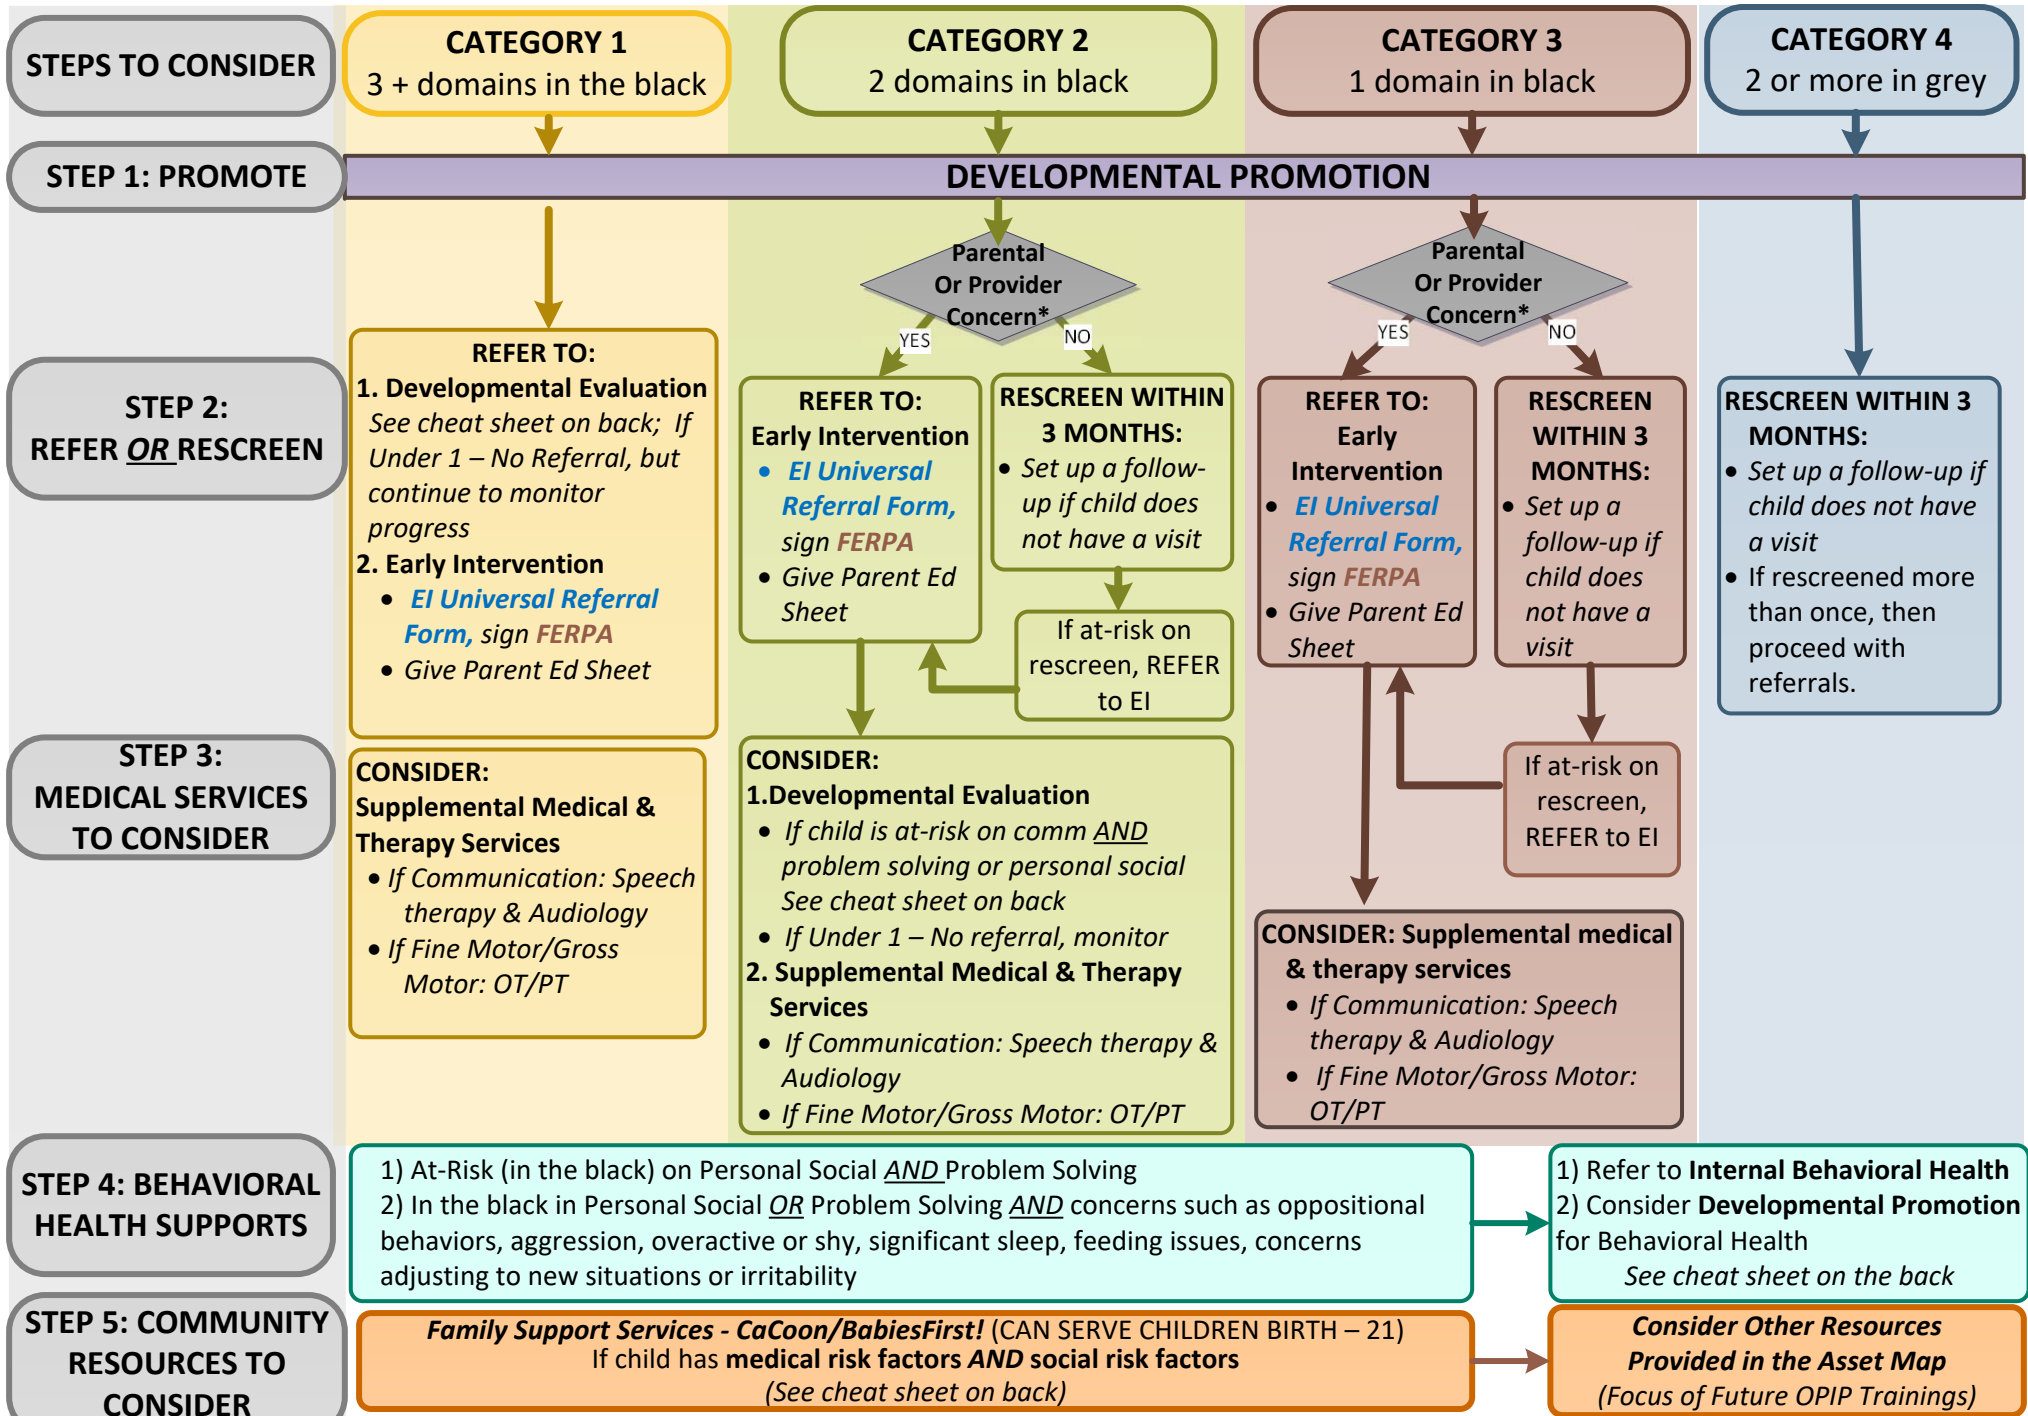 STEPS TO CONSIDER
CATEGORY 1
3 + domains in the black
CATEGORY 2
2 domains in black
CATEGORY 3
1 domain in black
CATEGORY 4
2 or more in grey
STEP 1: PROMOTE
DEVELOPMENTAL PROMOTION
STEP 2:
REFER OR RESCREEN
REFER TO:
1. Developmental Evaluation
See cheat sheet on back; If
Under 1 – No Referral, but
continue to monitor
progress
2. Early Intervention
• EI Universal Referral
Form, sign FERPA
• Give Parent Ed Sheet
Parental
Or Provider
Concern*
YES
NO
REFER TO:
Early Intervention
• EI Universal
Referral Form,
sign FERPA
• Give Parent Ed
Sheet
RESCREEN WITHIN
3 MONTHS:
• Set up a follow-
up if child does
not have a visit
If at-risk on
rescreen, REFER
to EI
Parental
Or Provider
Concern*
YES
NO
REFER TO:
Early
Intervention
• EI Universal
Referral Form,
sign FERPA
• Give Parent Ed
Sheet
RESCREEN
WITHIN 3
MONTHS:
• Set up a
follow-up if
child does
not have a
visit
If at-risk on
rescreen,
REFER to EI
RESCREEN WITHIN 3
MONTHS:
• Set up a follow-up if
child does not have
a visit
• If rescreened more
than once, then
proceed with
referrals.
STEP 3:
MEDICAL SERVICES
TO CONSIDER
CONSIDER:
Supplemental Medical &
Therapy Services
• If Communication: Speech
therapy & Audiology
• If Fine Motor/Gross
Motor: OT/PT
CONSIDER:
1.Developmental Evaluation
• If child is at-risk on comm AND
problem solving or personal social
See cheat sheet on back
• If Under 1 – No referral, monitor
2. Supplemental Medical & Therapy
Services
• If Communication: Speech therapy &
Audiology
• If Fine Motor/Gross Motor: OT/PT
CONSIDER: Supplemental medical
& therapy services
• If Communication: Speech
therapy & Audiology
• If Fine Motor/Gross Motor:
OT/PT
STEP 4: BEHAVIORAL
HEALTH SUPPORTS
1) At-Risk (in the black) on Personal Social AND Problem Solving
2) In the black in Personal Social OR Problem Solving AND concerns such as oppositional
behaviors, aggression, overactive or shy, significant sleep, feeding issues, concerns
adjusting to new situations or irritability
1) Refer to Internal Behavioral Health
2) Consider Developmental Promotion
for Behavioral Health
See cheat sheet on the back
STEP 5: COMMUNITY
RESOURCES TO
CONSIDER
Family Support Services - CaCoon/BabiesFirst! (CAN SERVE CHILDREN BIRTH – 21)
If child has medical risk factors AND social risk factors
(See cheat sheet on back)
Consider Other Resources
Provided in the Asset Map
(Focus of Future OPIP Trainings)